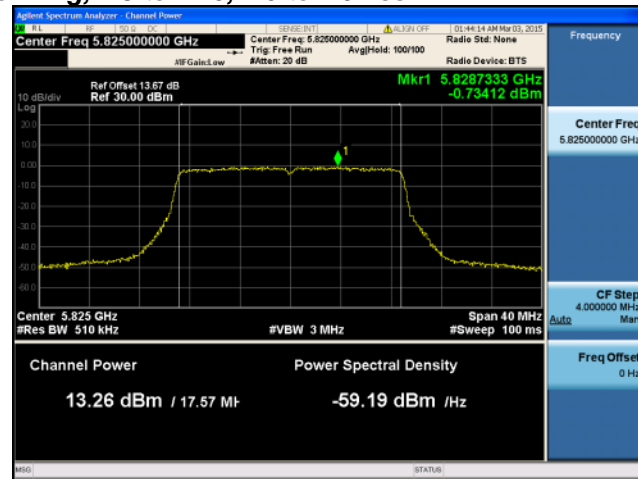 Agilent Spectrum Analyzer - Channel Power
RL RF 50 Ω DC SENSE:INT ALIGN OFF 01:44:14 AM Mar 03, 2015
Center Freq 5.825000000 GHz
Center Freq: 5.825000000 GHz
Radio Std: None
Trig: Free Run Avg|Hold: 100/100
#IFGain:Low #Atten: 20 dB Radio Device: BTS
Ref Offset 13.67 dB
10 dB/div Ref 30.00 dBm
Mkr1 5.8287333 GHz
-0.73412 dBm
Log
20.0
10.0
0.00
-10.0
-20.0
-30.0
-40.0
-50.0
-60.0
1
Center 5.825 GHz Span 40 MHz
#Res BW 510 kHz #VBW 3 MHz #Sweep 100 ms
Channel Power Power Spectral Density
13.26 dBm / 17.57 MH -59.19 dBm /Hz
MSG STATUS
Frequency
Center Freq
5.825000000 GHz
CF Step
4.000000 MHz
Auto Man
Freq Offset
0 Hz